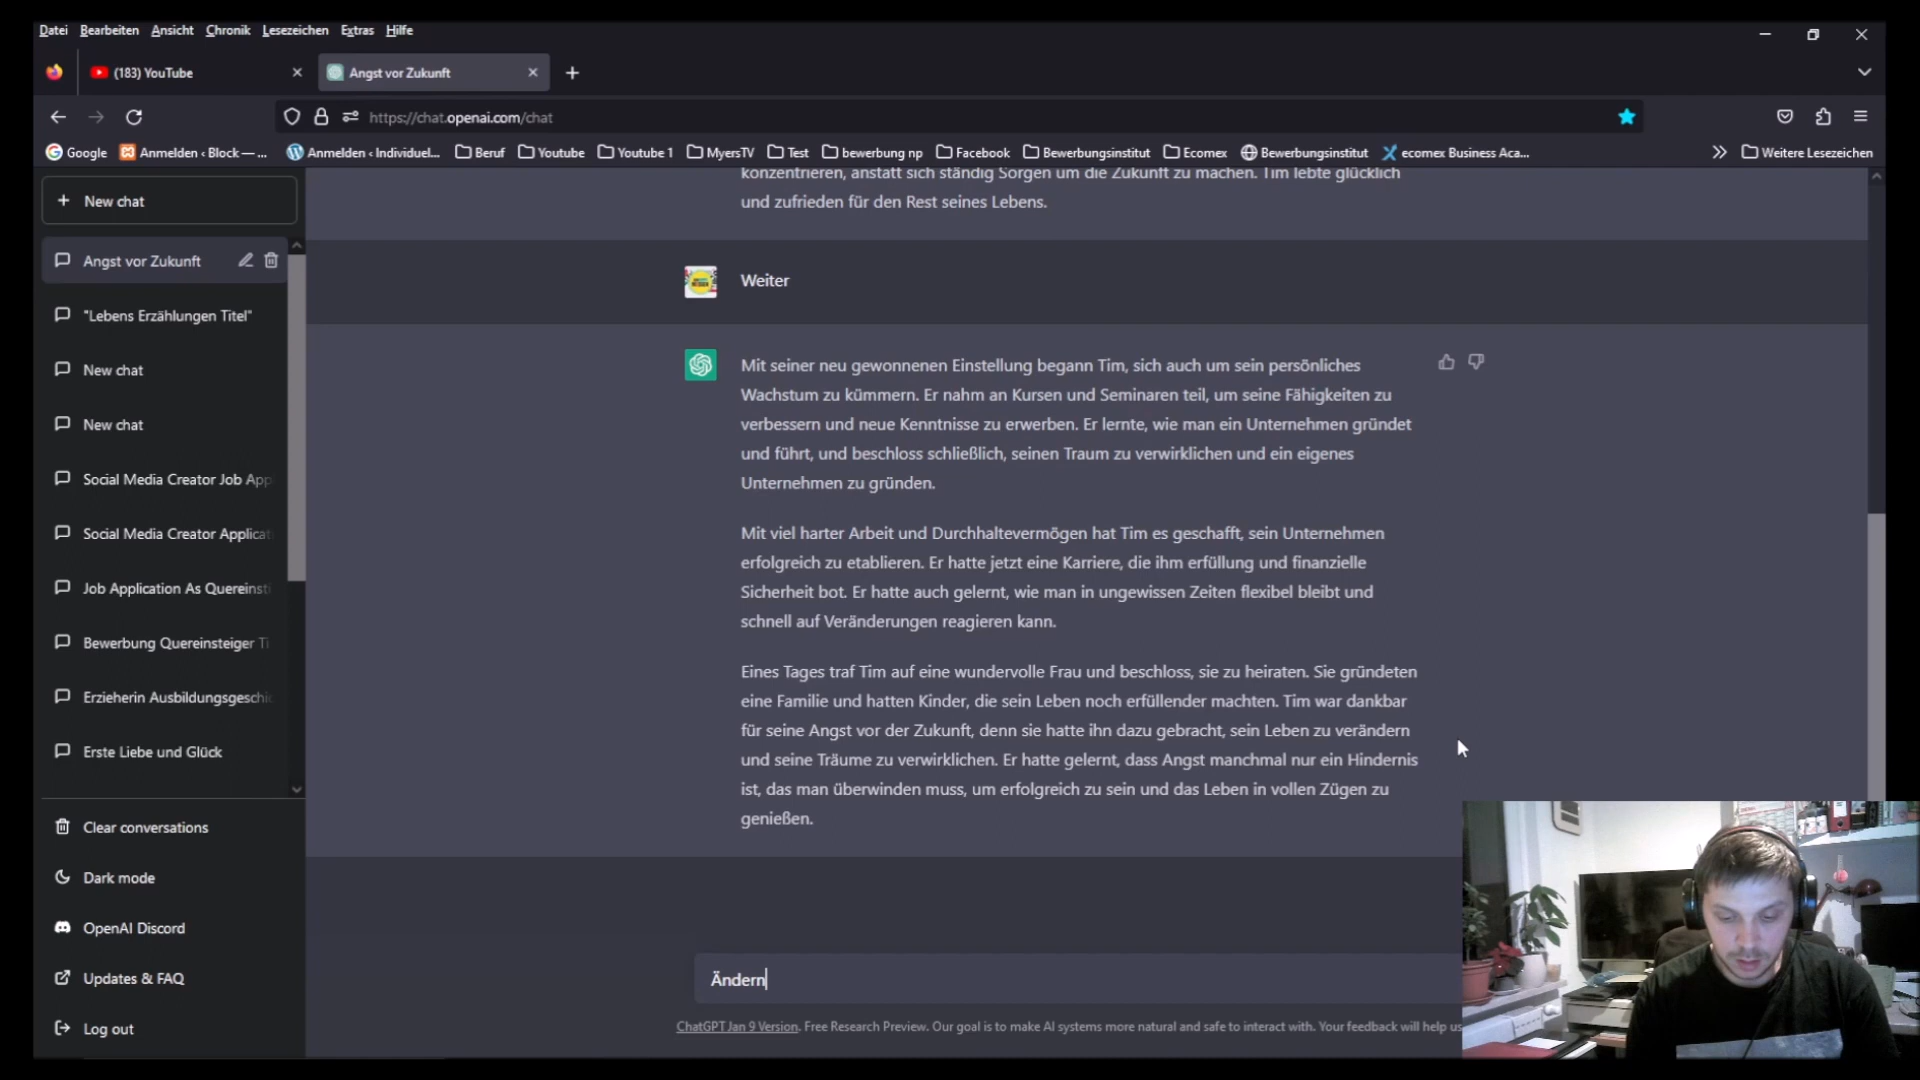 Datei Bearbeiten Ansicht Chronik Lesezeichen Extras Hilfe
(183) YouTube
Angst vor Zukunft
https://chat.openai.com/chat
Google
Anmelden ‹ Block — ...
Anmelden ‹ Individuel...
Beruf
Youtube
Youtube 1
MyersTV
Test
bewerbung np
Facebook
Bewerbungsinstitut
Ecomex
Bewerbungsinstitut
ecomex Business Aca...
Weitere Lesezeichen
New chat
Angst vor Zukunft
"Lebens Erzählungen Titel"
New chat
New chat
Social Media Creator Job App
Social Media Creator Applicat
Job Application As Quereinst
Bewerbung Quereinsteiger Ti
Erzieherin Ausbildungsgeschi
Erste Liebe und Glück
Clear conversations
Dark mode
OpenAI Discord
Updates & FAQ
Log out
konzentrieren, anstatt sich ständig Sorgen um die Zukunft zu machen. Tim lebte glücklich
und zufrieden für den Rest seines Lebens.
Weiter
Mit seiner neu gewonnenen Einstellung begann Tim, sich auch um sein persönliches
Wachstum zu kümmern. Er nahm an Kursen und Seminaren teil, um seine Fähigkeiten zu
verbessern und neue Kenntnisse zu erwerben. Er lernte, wie man ein Unternehmen gründet
und führt, und beschloss schließlich, seinen Traum zu verwirklichen und ein eigenes
Unternehmen zu gründen.
Mit viel harter Arbeit und Durchhaltevermögen hat Tim es geschafft, sein Unternehmen
erfolgreich zu etablieren. Er hatte jetzt eine Karriere, die ihm erfüllung und finanzielle
Sicherheit bot. Er hatte auch gelernt, wie man in ungewissen Zeiten flexibel bleibt und
schnell auf Veränderungen reagieren kann.
Eines Tages traf Tim auf eine wundervolle Frau und beschloss, sie zu heiraten. Sie gründeten
eine Familie und hatten Kinder, die sein Leben noch erfüllender machten. Tim war dankbar
für seine Angst vor der Zukunft, denn sie hatte ihn dazu gebracht, sein Leben zu verändern
und seine Träume zu verwirklichen. Er hatte gelernt, dass Angst manchmal nur ein Hindernis
ist, das man überwinden muss, um erfolgreich zu sein und das Leben in vollen Zügen zu
genießen.
Ändern
ChatGPT Jan 9 Version. Free Research Preview. Our goal is to make AI systems more natural and safe to interact with. Your feedback will help us